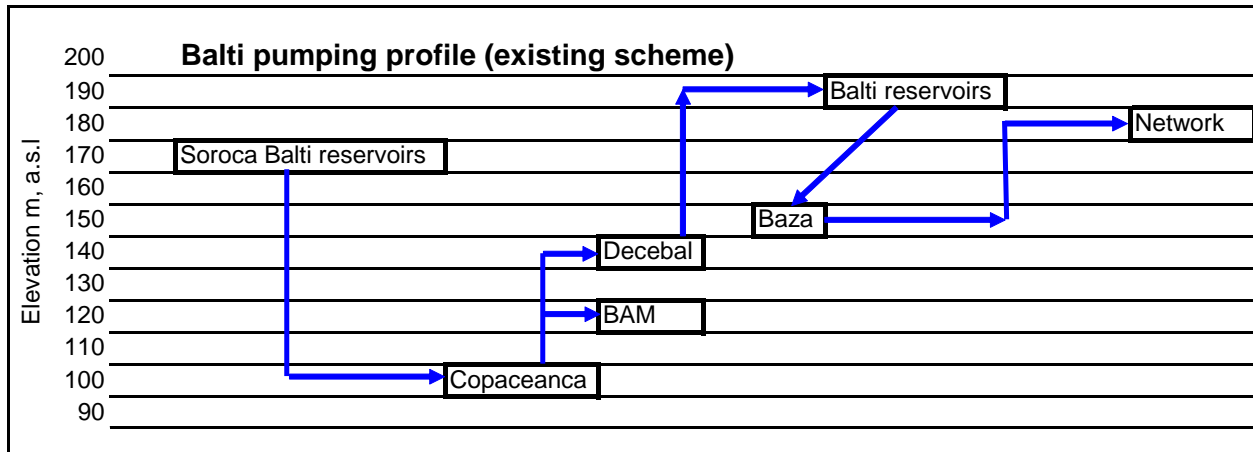 Balti pumping profile (existing scheme)
Elevation m, a.s.l
200
190
180
170
160
150
140
130
120
110
100
90
Balti reservoirs
Network
Soroca Balti reservoirs
Baza
Decebal
BAM
Copaceanca